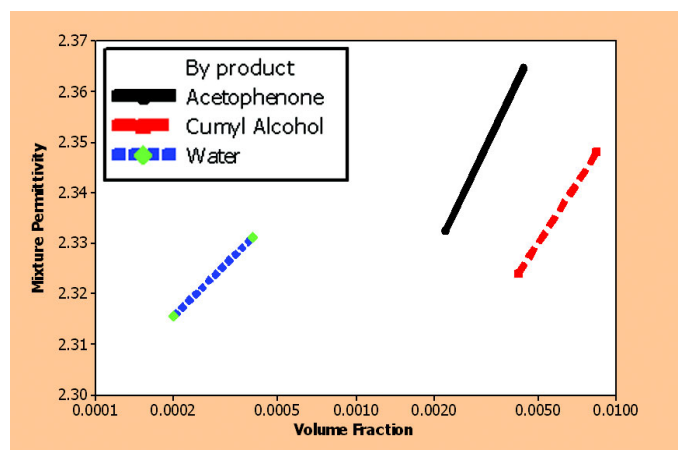 2.37
2.36
2.35
2.34
2.33
2.32
2.31
2.30
Mixture Permittivity
By product
Acetophenone
Cumyl Alcohol
Water
0.0001 0.0002 0.0005 0.0010 0.0020 0.0050 0.0100
Volume Fraction